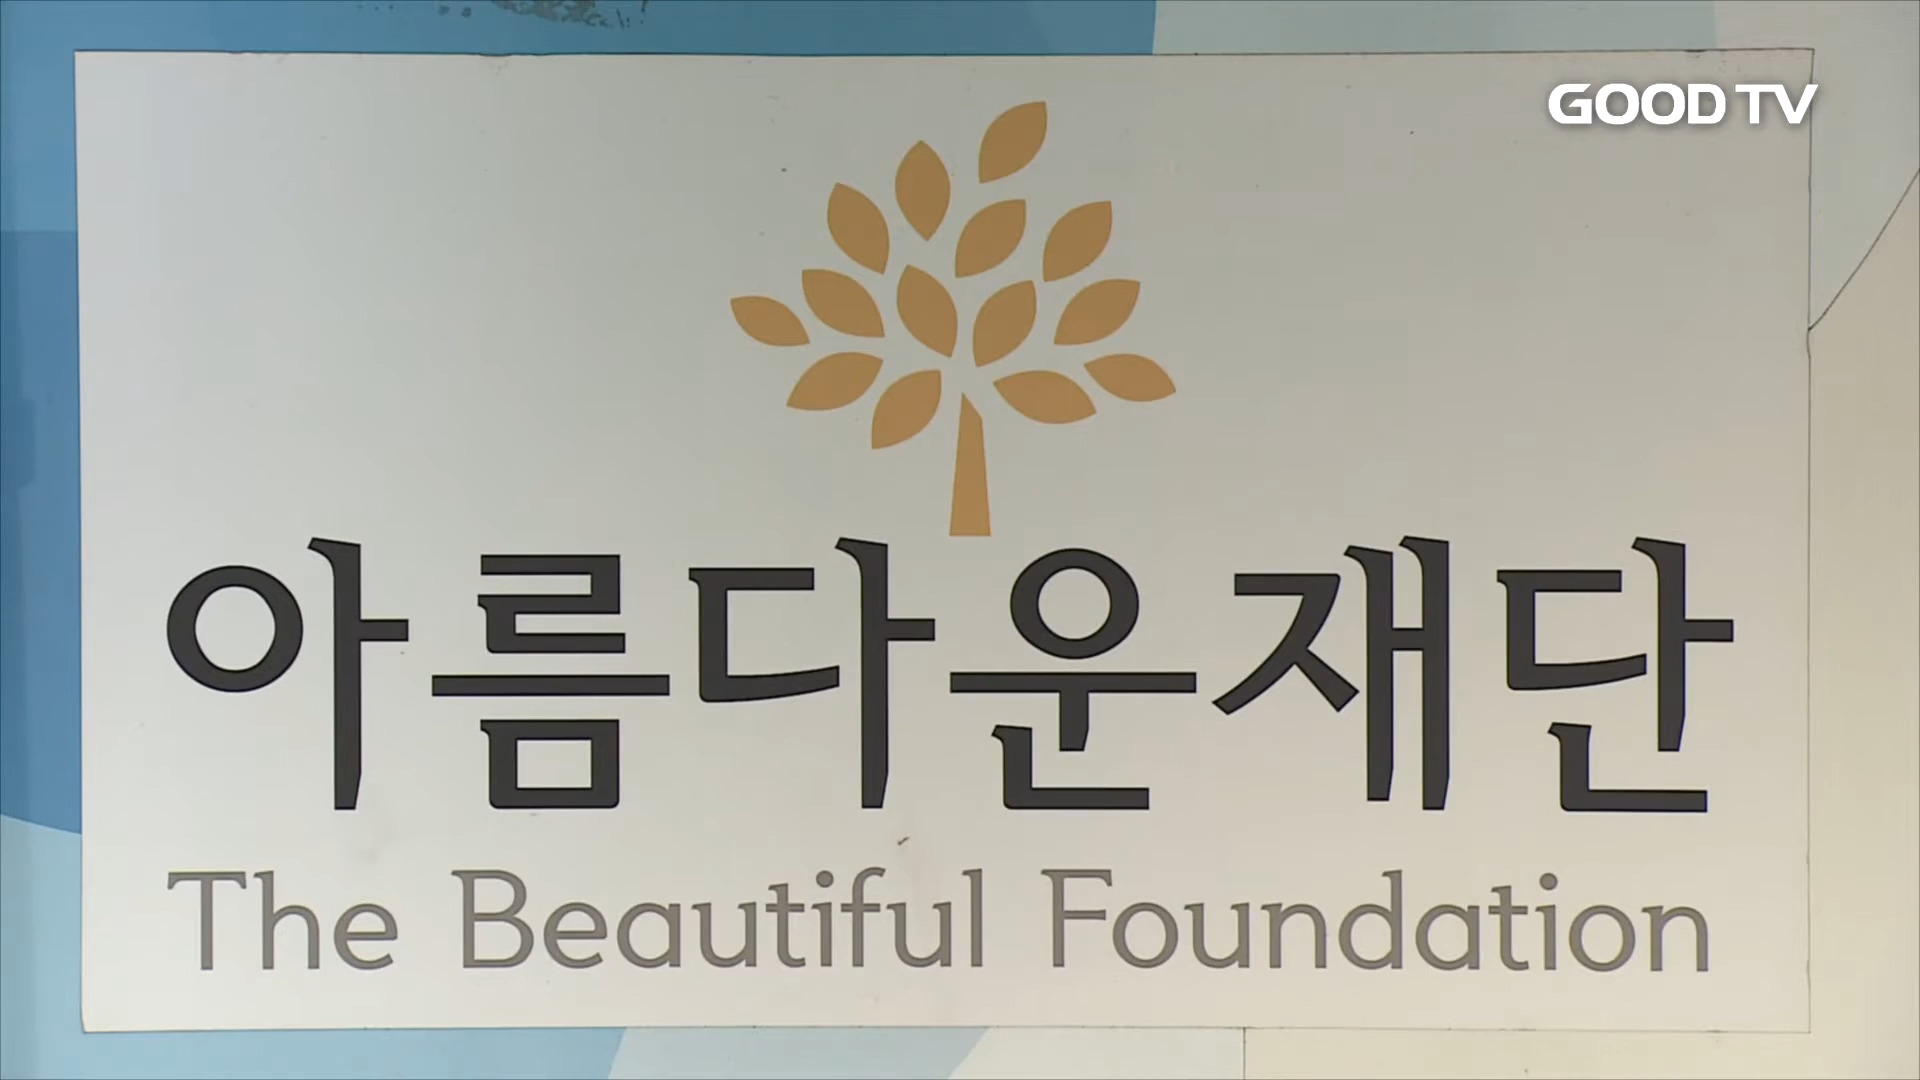 GOOD TV
아름다운재단
The Beautiful Foundation